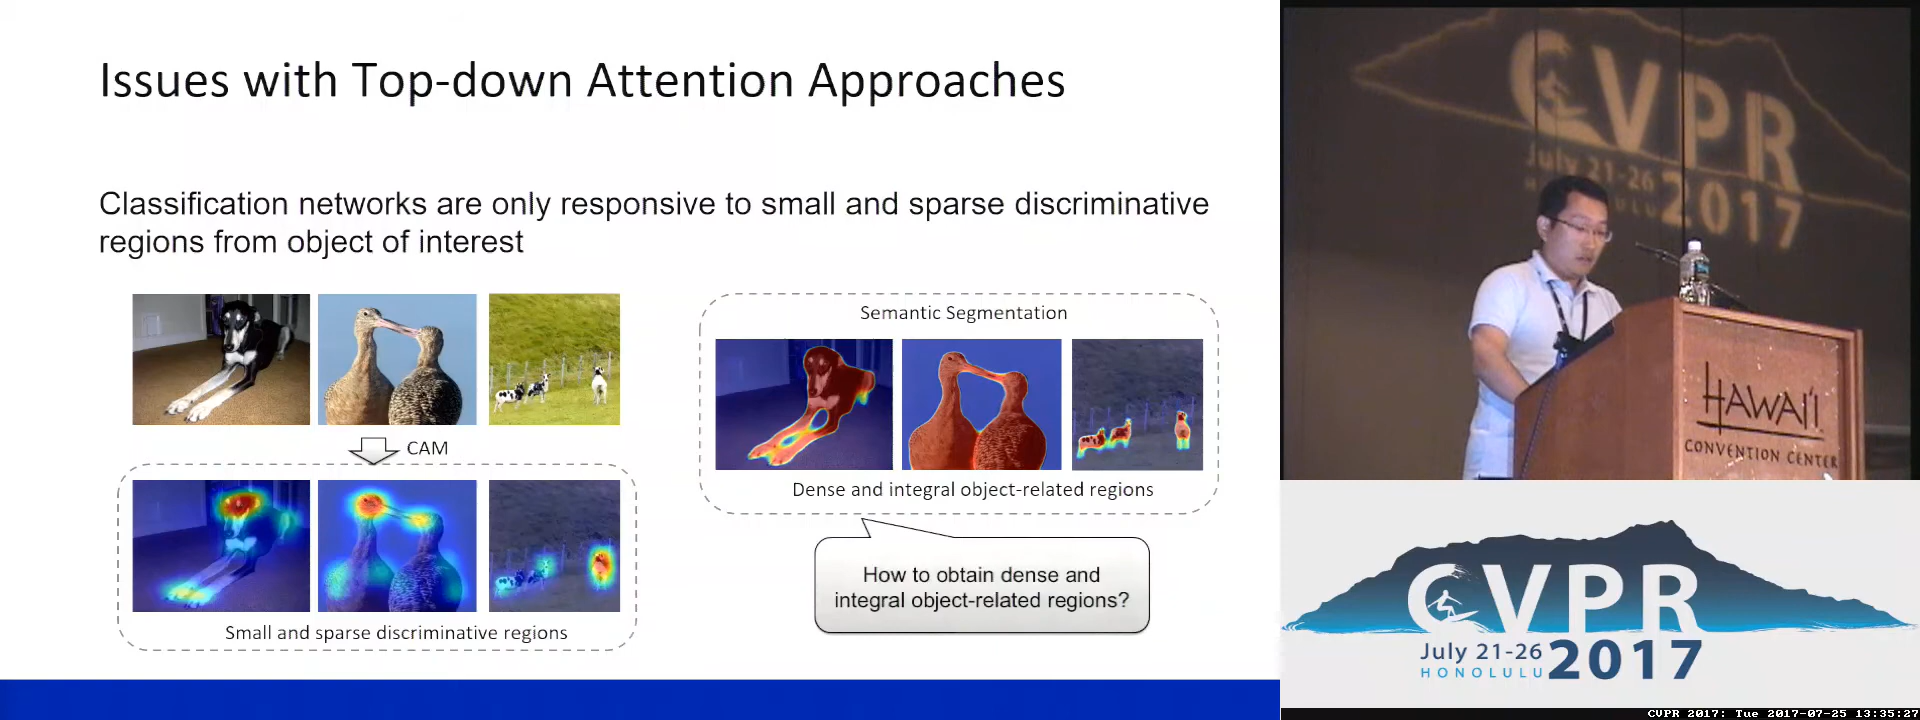 Issues with Top-down Attention Approaches
Classification networks are only responsive to small and sparse discriminative
regions from object of interest
CAM
Small and sparse discriminative regions
Semantic Segmentation
Dense and integral object-related regions
How to obtain dense and
integral object-related regions?
CVPR
July 21-26
2017
HAWAI'I
CONVENTION CENTER
CVPR
July 21-26
HONOLULU
2017
CVPR 2017: Tue 2017-07-25 13:35:27